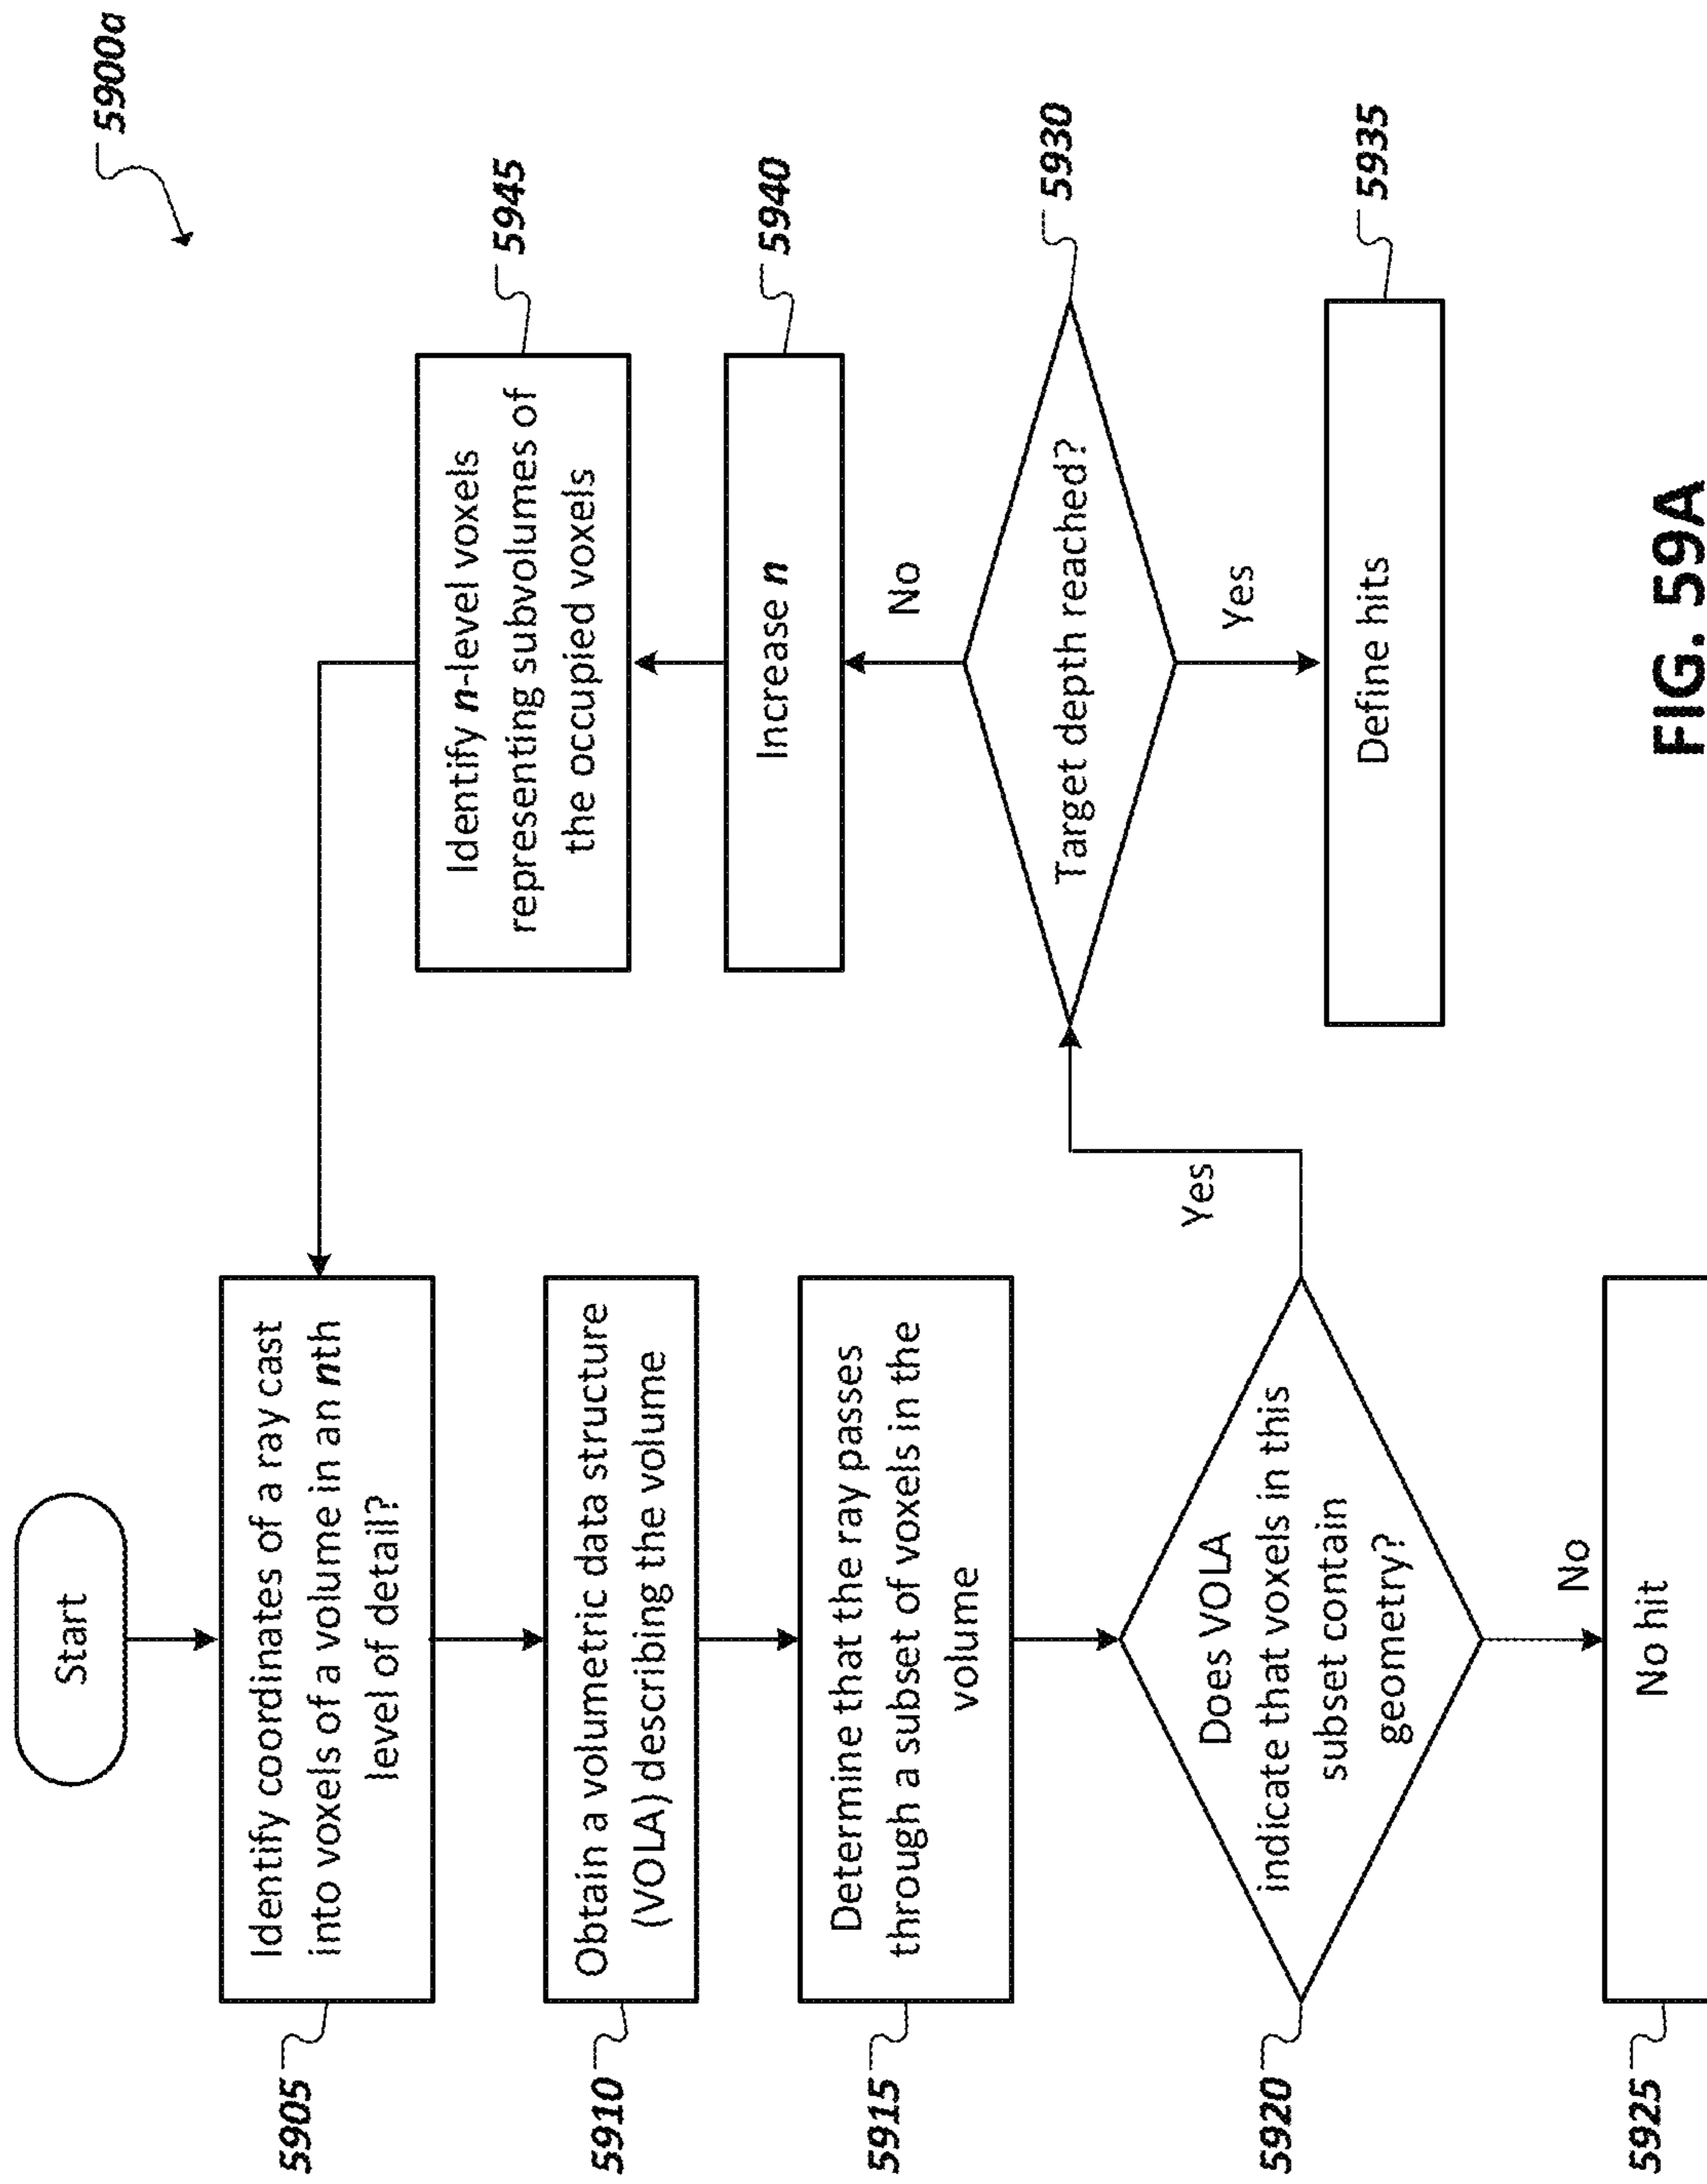 5900a
Start
5905
Identify coordinates of a ray cast
into voxels of a volume in an nth
level of detail?
5910
Obtain a volumetric data structure
(VOLA) describing the volume
5915
Determine that the ray passes
through a subset of voxels in the
volume
5920
Does VOLA
indicate that voxels in this
subset contain
geometry?
Yes
No
5925
No hit
5945
Identify n-level voxels
representing subvolumes of
the occupied voxels
5940
Increase n
No
5930
Target depth reached?
Yes
5935
Define hits
FIG. 59A